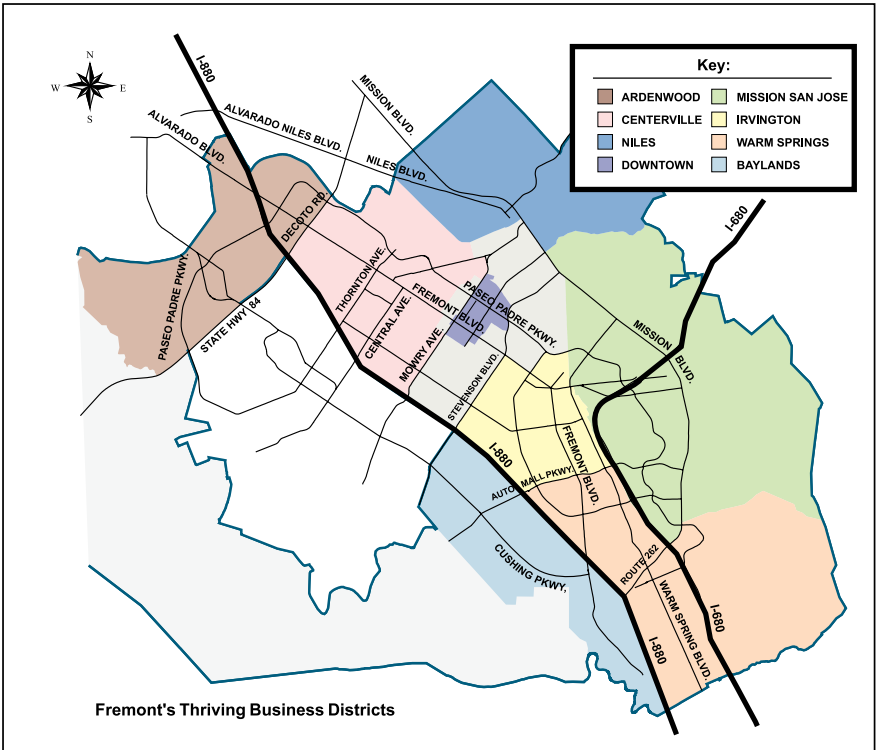 N
W
E
S
I-880
MISSION BLVD.
ALVARADO NILES BLVD.
ALVARADO BLVD.
NILES BLVD.
Key:
ARDENWOOD
CENTERVILLE
NILES
DOWNTOWN
MISSION SAN JOSE
IRVINGTON
WARM SPRINGS
BAYLANDS
I-680
DECOTO RD.
PASEO PADRE PKWY.
STATE HWY. 84
THORNTON AVE.
CENTRAL AVE.
FREMONT BLVD.
PASEO PADRE PKWY.
MOWRY AVE.
STEVENSON BLVD.
MISSION BLVD.
I-880
FREMONT BLVD.
AUTO MALL PKWY.
CUSHING PKWY,
ROUTE 262
WARM SPRING BLVD.
I-680
I-880
Fremont's Thriving Business Districts